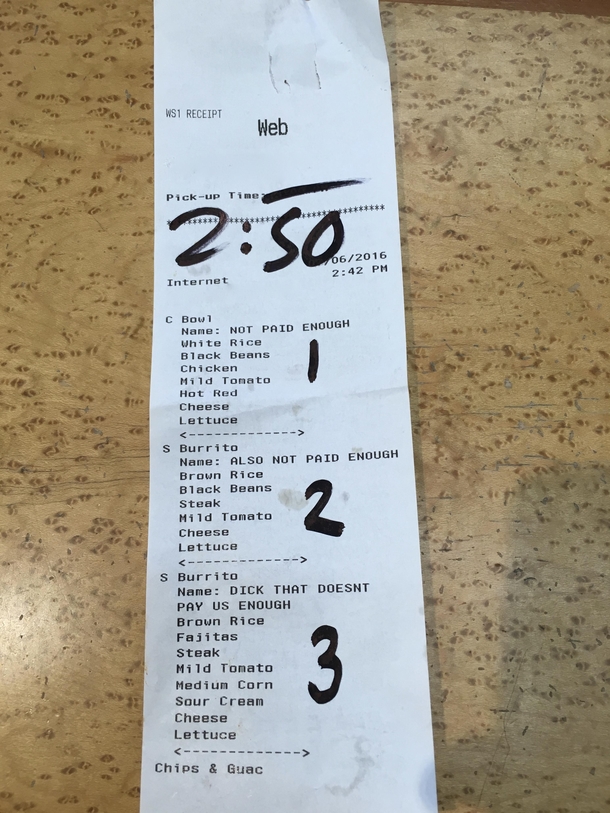 WS1 RECEIPT
Web
Pick-up Time:
****************************
2:50
/06/2016
2:42 PM
Internet
C Bowl
Name: NOT PAID ENOUGH
White Rice
Black Beans
Chicken
Mild Tomato
Hot Red
Cheese
Lettuce
1
<------------->
S Burrito
Name: ALSO NOT PAID ENOUGH
Brown Rice
Black Beans
Steak
Mild Tomato
Cheese
Lettuce
2
<------------->
S Burrito
Name: DICK THAT DOESNT
PAY US ENOUGH
Brown Rice
Fajitas
Steak
Mild Tomato
Medium Corn
Sour Cream
Cheese
Lettuce
3
<------------->
Chips & Guac